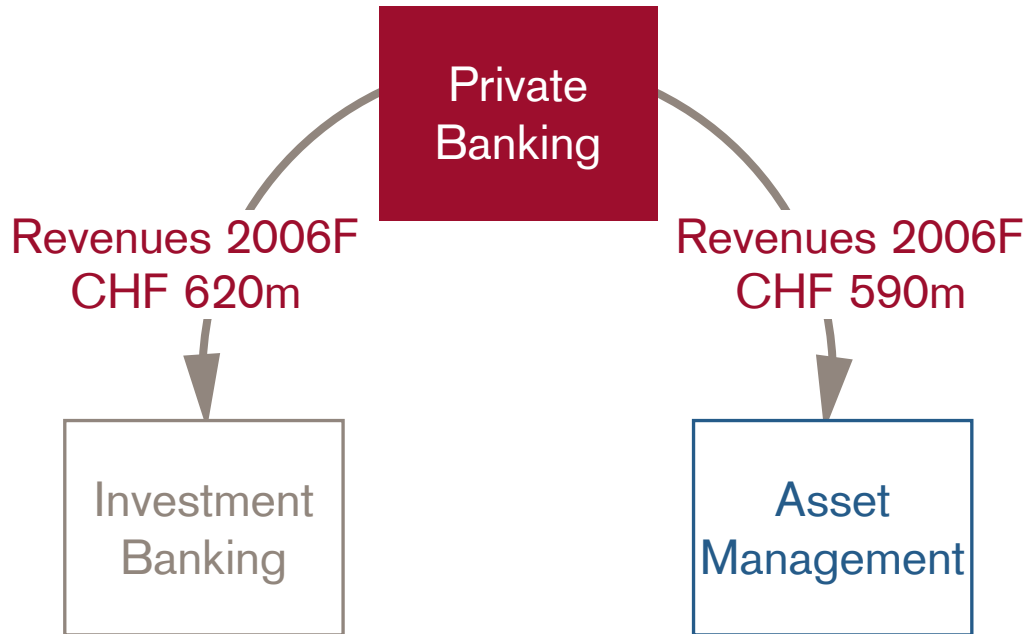 Private
Banking
Revenues 2006F
CHF 620m
Revenues 2006F
CHF 590m
Investment
Banking
Asset
Management